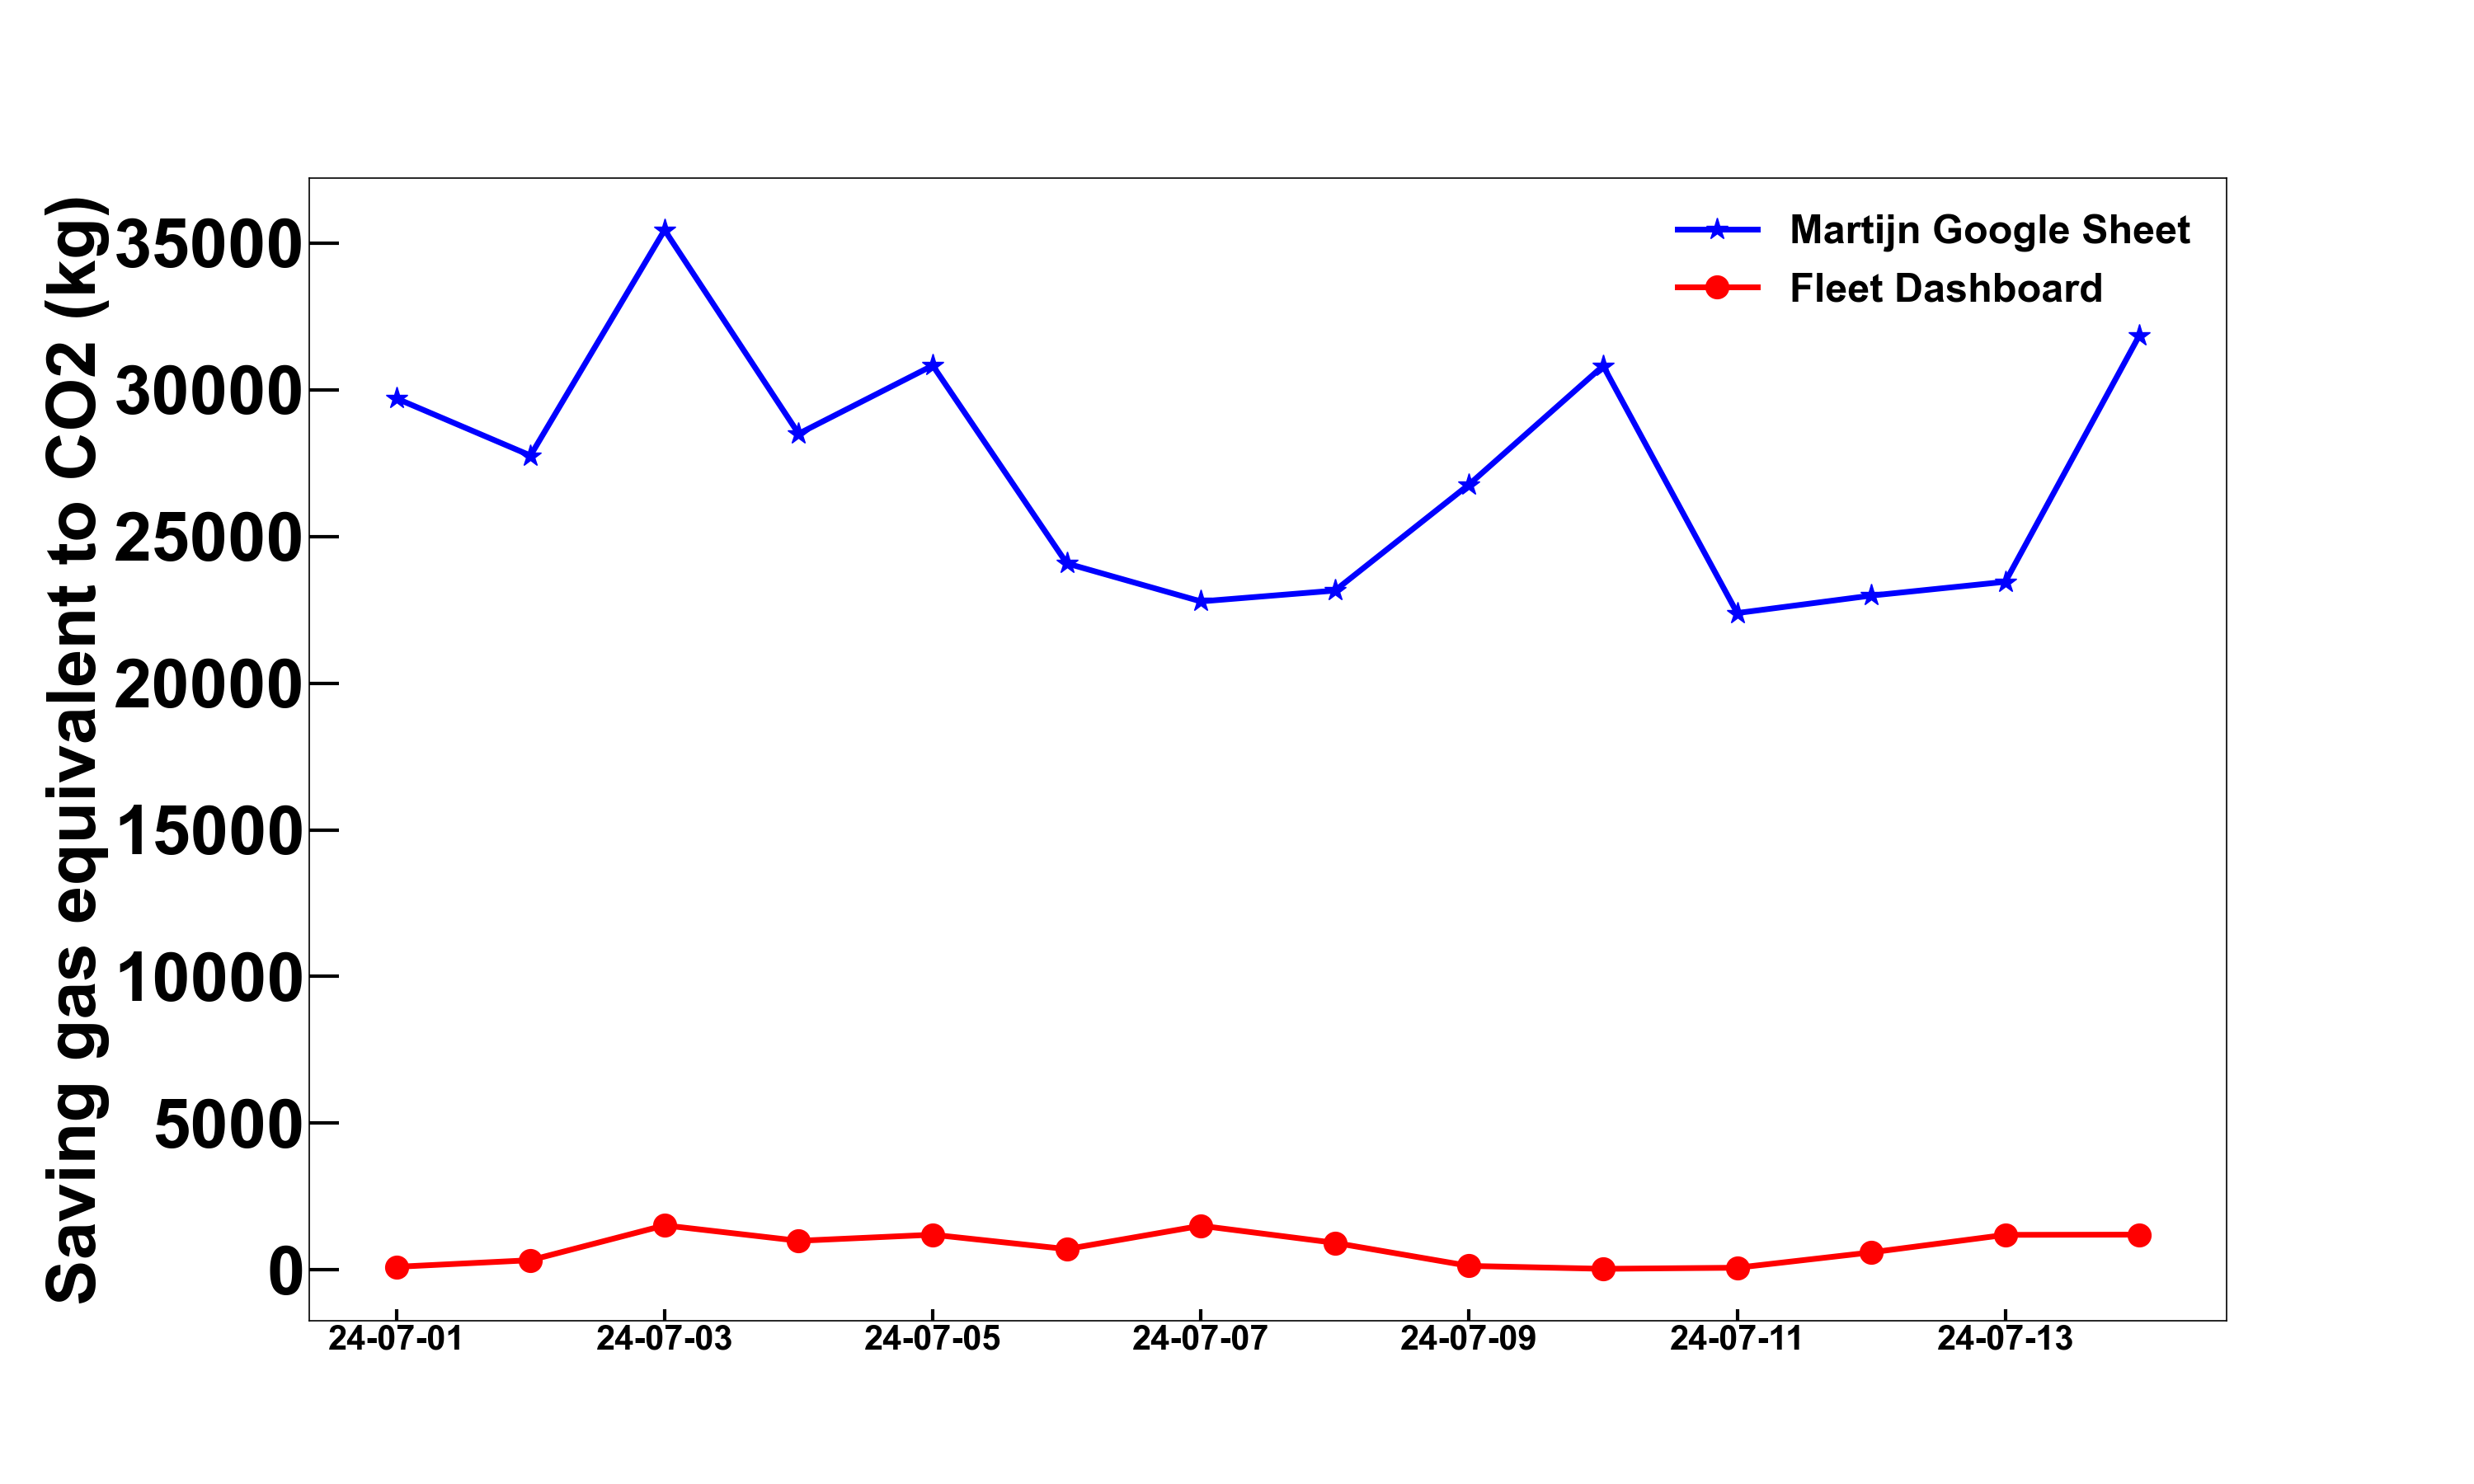 Saving gas equivalent to CO2 (kg)
35000
30000
25000
20000
15000
10000
5000
0
Martijn Google Sheet
Fleet Dashboard
24-07-01 24-07-03 24-07-05 24-07-07 24-07-09 24-07-11 24-07-13